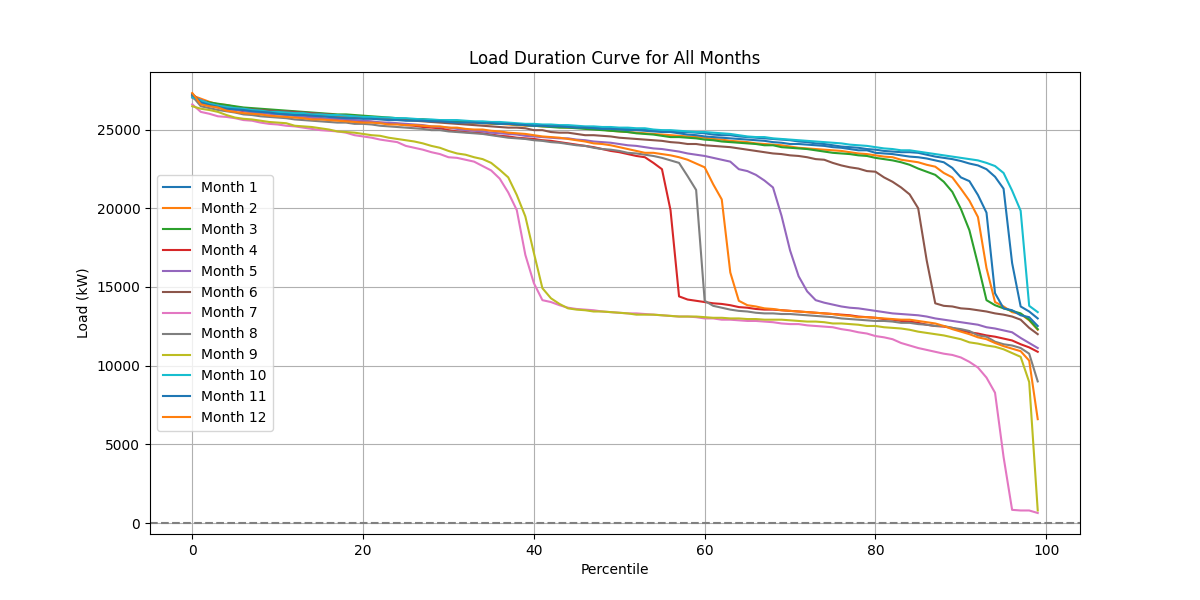 Load Duration Curve for All Months
Load (kW)
25000
20000
15000
10000
5000
0
Month 1
Month 2
Month 3
Month 4
Month 5
Month 6
Month 7
Month 8
Month 9
Month 10
Month 11
Month 12
0 20 40 60 80 100
Percentile